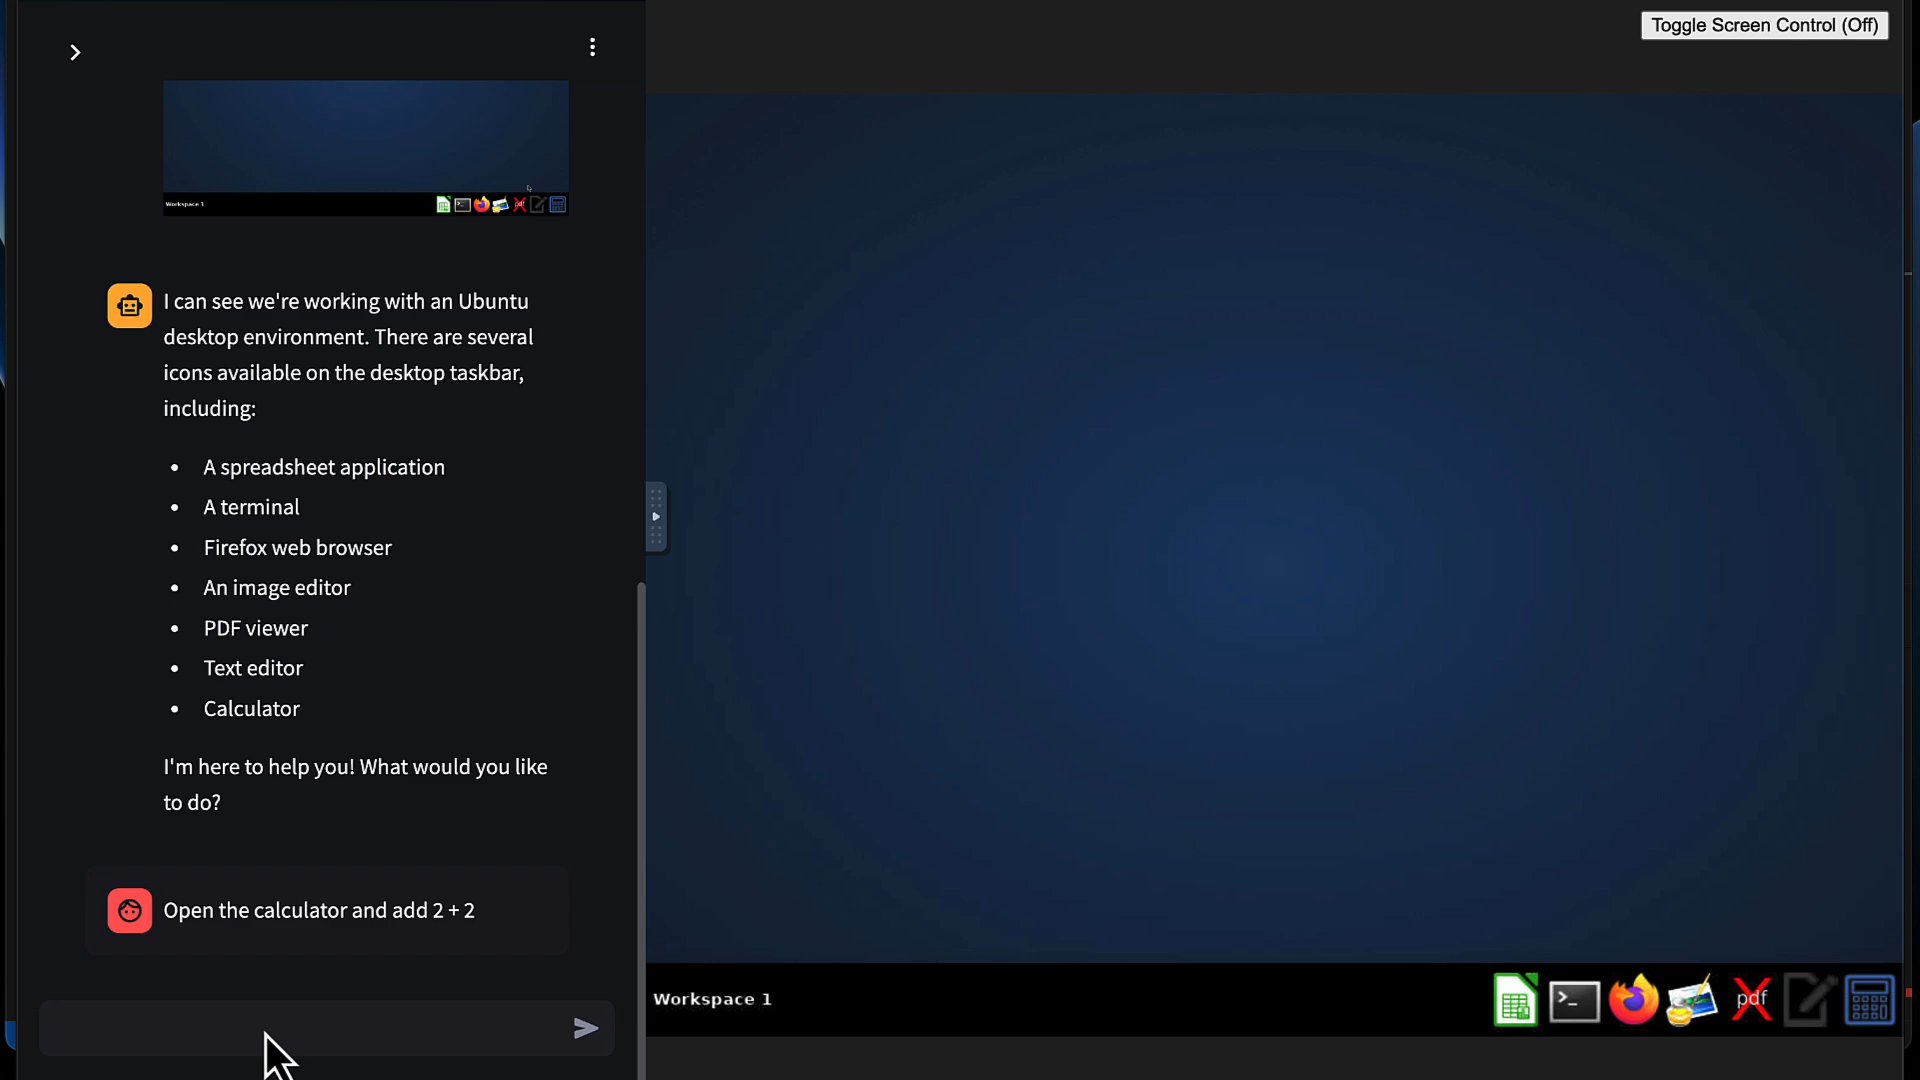 Toggle Screen Control (Off)
Workspace 1
pdf
I can see we're working with an Ubuntu
desktop environment. There are several
icons available on the desktop taskbar,
including:
• A spreadsheet application
• A terminal
• Firefox web browser
• An image editor
• PDF viewer
• Text editor
• Calculator
I'm here to help you! What would you like
to do?
Open the calculator and add 2 + 2
Workspace 1
>_
pdf